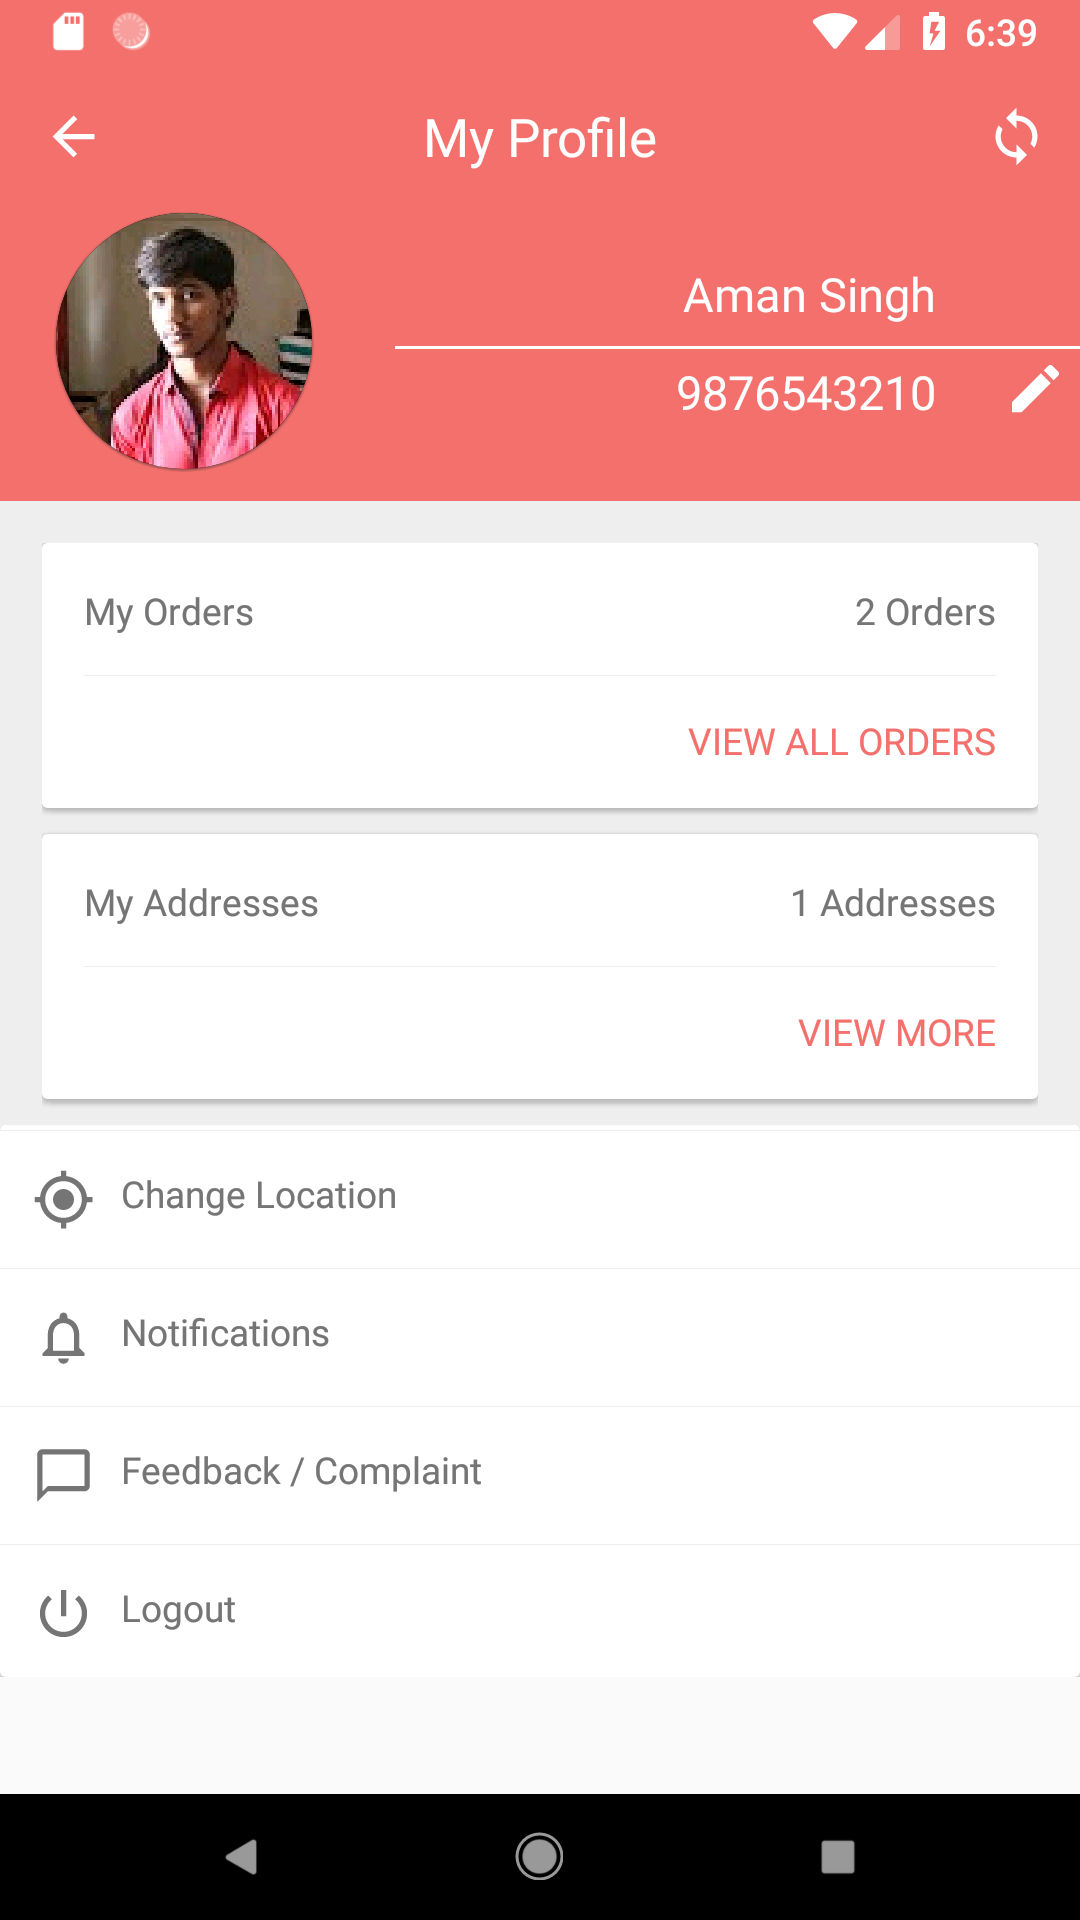 6:39
My Profile
Aman Singh
9876543210
My Orders
2 Orders
VIEW ALL ORDERS
My Addresses
1 Addresses
VIEW MORE
Change Location
Notifications
Feedback / Complaint
Logout